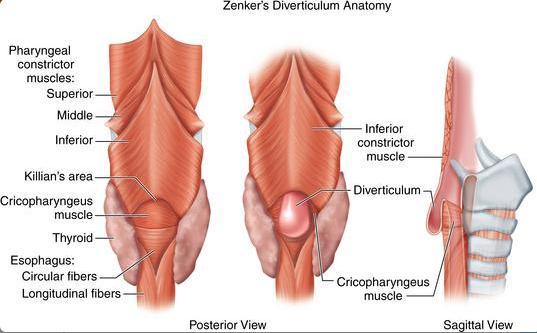 Zenker's Diverticulum Anatomy
Pharyngeal
constrictor
muscles:
Superior
Middle
Inferior
Killian's area
Cricopharyngeus
muscle
Thyroid
Esophagus:
Circular fibers
Longitudinal fibers
Inferior
constrictor
muscle
Diverticulum
Cricopharyngeus
muscle
Posterior View
Sagittal View